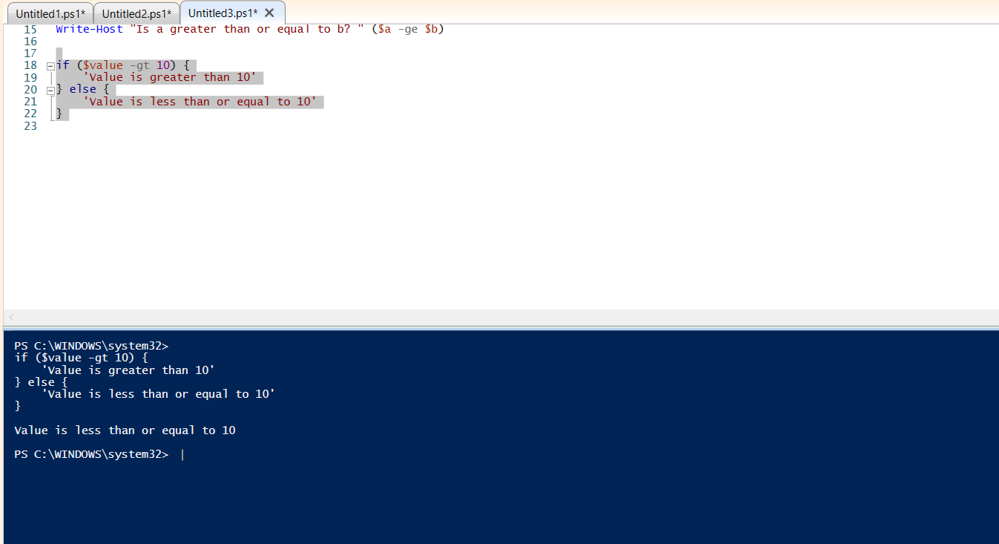 Untitled1.ps1* Untitled2.ps1* Untitled3.ps1*
15 Write-Host "Is a greater than or equal to b? " ($a -ge $b)
16
17
18 if ($value -gt 10) {
19     'Value is greater than 10'
20 } else {
21     'Value is less than or equal to 10'
22 }
23
PS C:\WINDOWS\system32>
if ($value -gt 10) {
    'Value is greater than 10'
} else {
    'Value is less than or equal to 10'
}
Value is less than or equal to 10
PS C:\WINDOWS\system32>